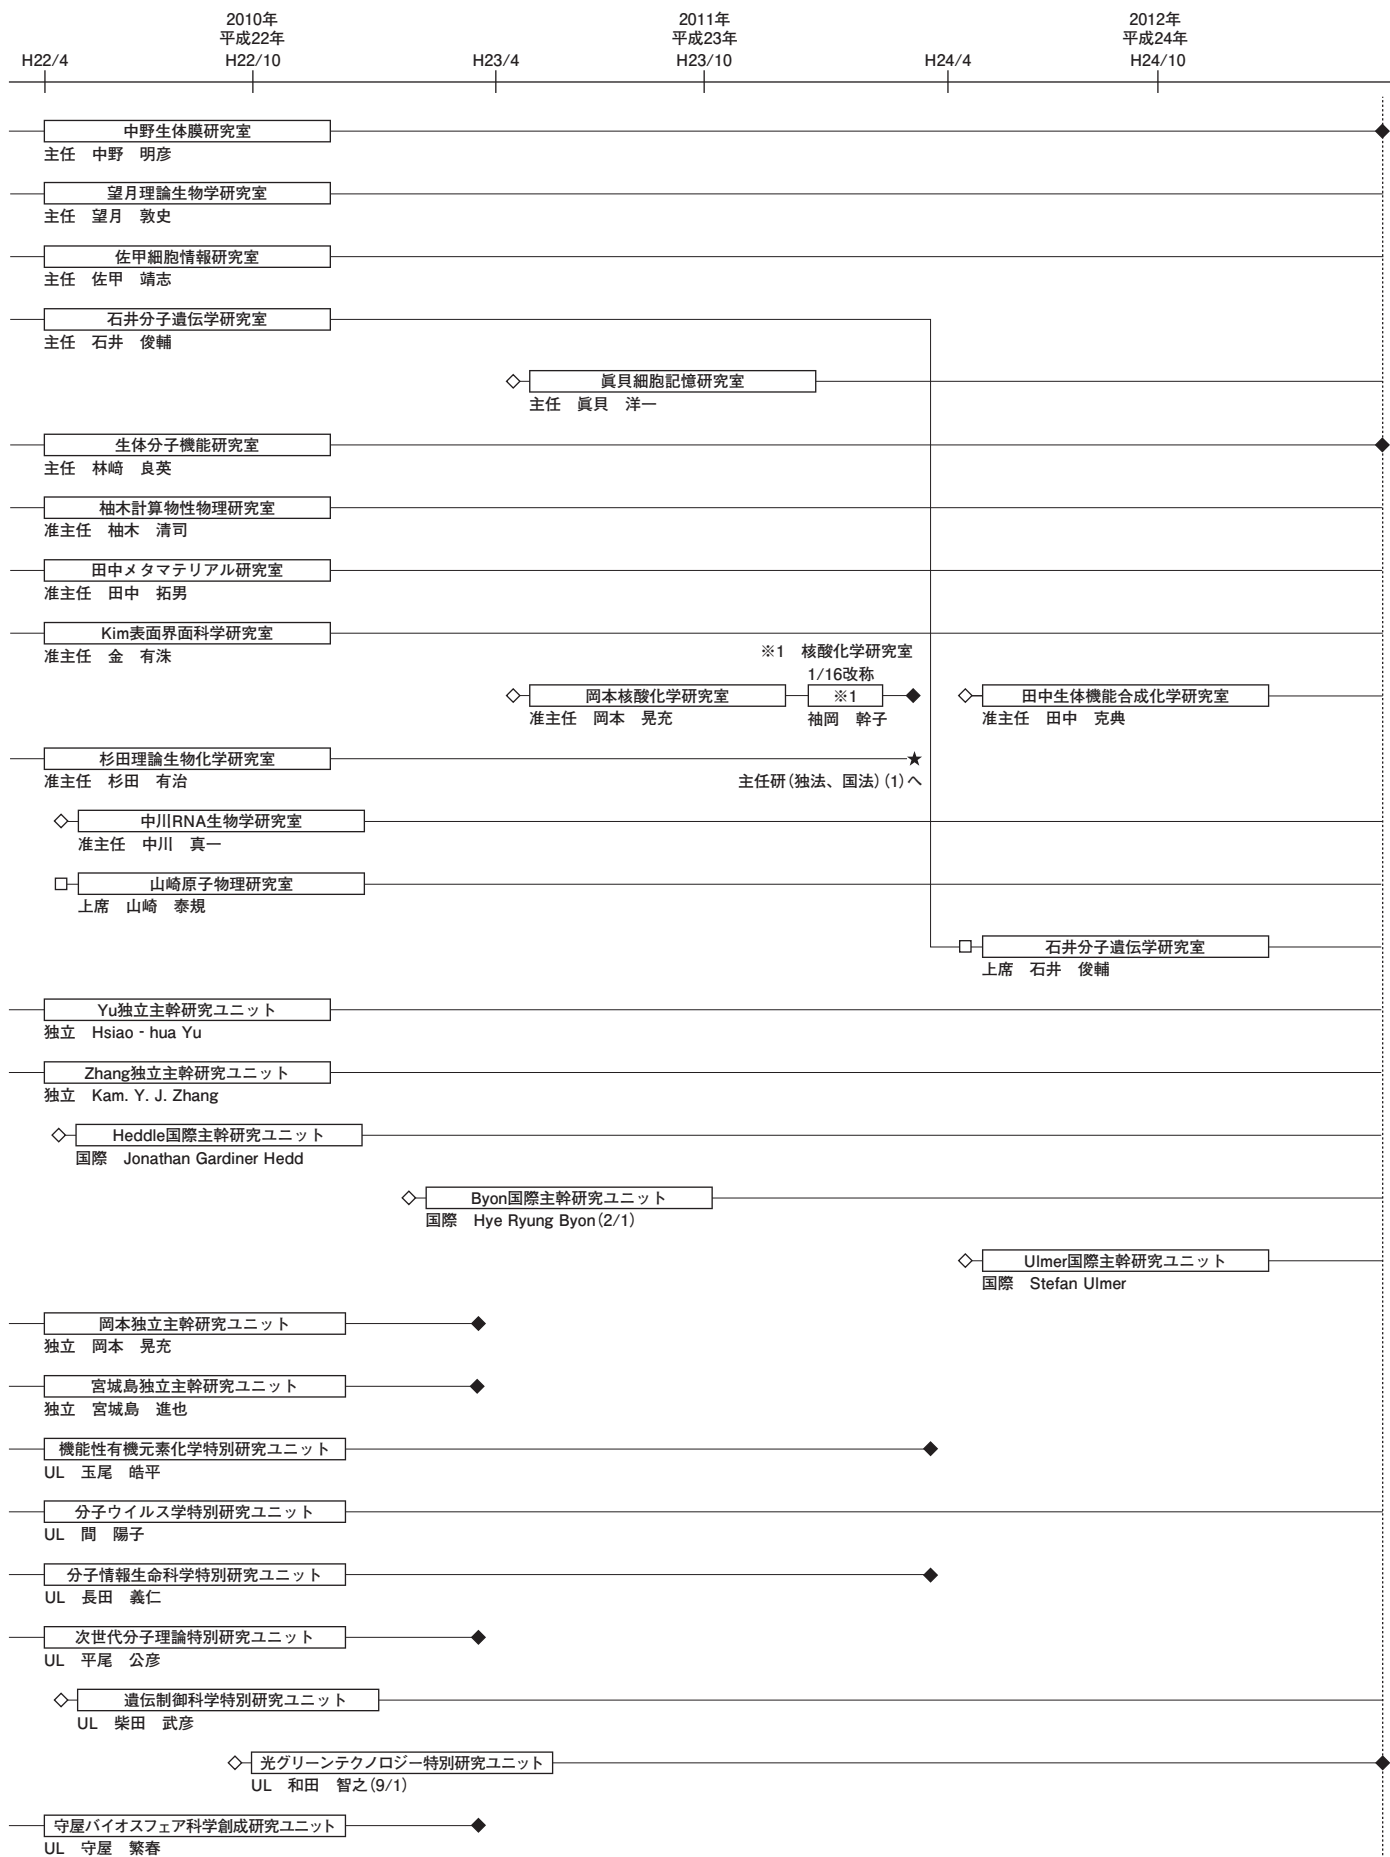 2010年
平成22年
2011年
平成23年
2012年
平成24年
H22/4
H22/10
H23/4
H23/10
H24/4
H24/10
中野生体膜研究室
主任 中野 明彦
望月理論生物学研究室
主任 望月 敦史
佐甲細胞情報研究室
主任 佐甲 靖志
石井分子遺伝学研究室
主任 石井 俊輔
眞貝細胞記憶研究室
主任 眞貝 洋一
生体分子機能研究室
主任 林﨑 良英
柚木計算物性物理研究室
准主任 柚木 清司
田中メタマテリアル研究室
准主任 田中 拓男
Kim表面界面科学研究室
准主任 金 有洙
※1 核酸化学研究室
1/16改称
岡本核酸化学研究室
准主任 岡本 晃充
※1
袖岡 幹子
田中生体機能合成化学研究室
准主任 田中 克典
杉田理論生物化学研究室
准主任 杉田 有治
主任研(独法、国法)(1)へ
中川RNA生物学研究室
准主任 中川 真一
山崎原子物理研究室
上席 山崎 泰規
石井分子遺伝学研究室
上席 石井 俊輔
Yu独立主幹研究ユニット
独立 Hsiao‐hua Yu
Zhang独立主幹研究ユニット
独立 Kam. Y. J. Zhang
Heddle国際主幹研究ユニット
国際 Jonathan Gardiner Hedd
Byon国際主幹研究ユニット
国際 Hye Ryung Byon(2/1)
Ulmer国際主幹研究ユニット
国際 Stefan Ulmer
岡本独立主幹研究ユニット
独立 岡本 晃充
宮城島独立主幹研究ユニット
独立 宮城島 進也
機能性有機元素化学特別研究ユニット
UL 玉尾 皓平
分子ウイルス学特別研究ユニット
UL 間 陽子
分子情報生命科学特別研究ユニット
UL 長田 義仁
次世代分子理論特別研究ユニット
UL 平尾 公彦
遺伝制御科学特別研究ユニット
UL 柴田 武彦
光グリーンテクノロジー特別研究ユニット
UL 和田 智之(9/1)
守屋バイオスフェア科学創成研究ユニット
UL 守屋 繁春